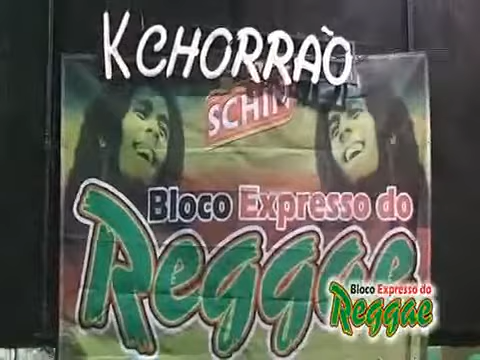 KCHORRÃO
SCHIN
Bloco Expresso do
Reggae
Bloco Expresso do
Reggae